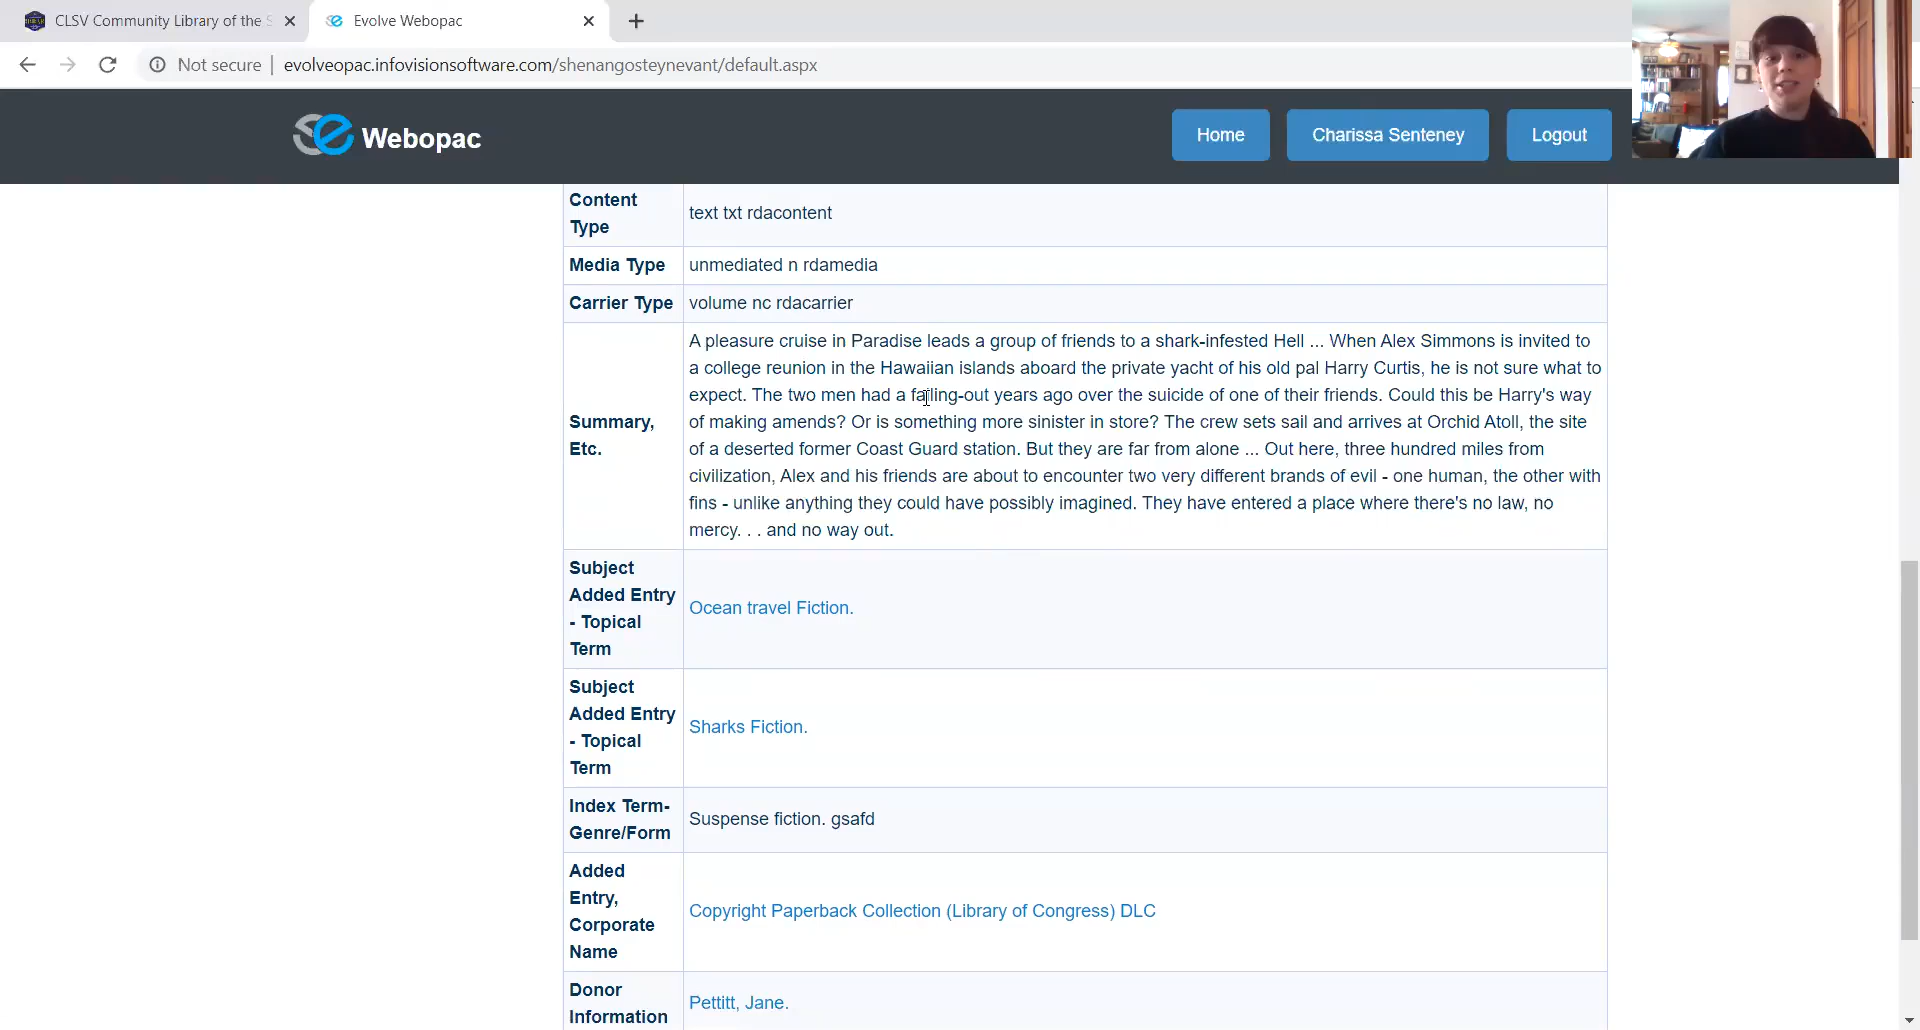 CLSV Community Library of the S
Evolve Webopac
Not secure
evolveopac.infovisionsoftware.com/shenangosteynevant/default.aspx
Webopac
Home
Charissa Senteney
Logout
Content
Type
text txt rdacontent
Media Type
unmediated n rdamedia
Carrier Type
volume nc rdacarrier
Summary,
Etc.
A pleasure cruise in Paradise leads a group of friends to a shark-infested Hell ... When Alex Simmons is invited to
a college reunion in the Hawaiian islands aboard the private yacht of his old pal Harry Curtis, he is not sure what to
expect. The two men had a falling-out years ago over the suicide of one of their friends. Could this be Harry's way
of making amends? Or is something more sinister in store? The crew sets sail and arrives at Orchid Atoll, the site
of a deserted former Coast Guard station. But they are far from alone ... Out here, three hundred miles from
civilization, Alex and his friends are about to encounter two very different brands of evil - one human, the other with
fins - unlike anything they could have possibly imagined. They have entered a place where there's no law, no
mercy. . . and no way out.
Subject
Added Entry
- Topical
Term
Ocean travel Fiction.
Subject
Added Entry
- Topical
Term
Sharks Fiction.
Index Term-
Genre/Form
Suspense fiction. gsafd
Added
Entry,
Corporate
Name
Copyright Paperback Collection (Library of Congress) DLC
Donor
Information
Pettitt, Jane.